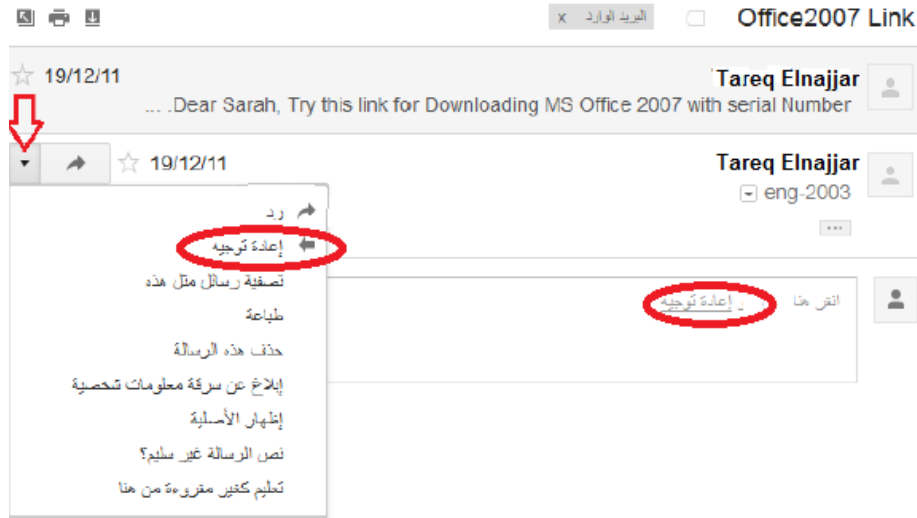 Office2007 Link
البريد الوارد x
Tareq Elnajjar
19/12/11
Dear Sarah, Try this link for Downloading MS Office 2007 with serial Number. ....
Tareq Elnajjar
19/12/11
eng-2003
رد
إعادة توجيه
تصفية رسائل مثل هذه
طباعة
حذف هذه الرسالة
إبلاغ عن سرقة معلومات شخصية
إظهار الأصلية
نص الرسالة غير سليم؟
تعليم كغير مقروءة من هنا
انقر هنا إعادة توجيه